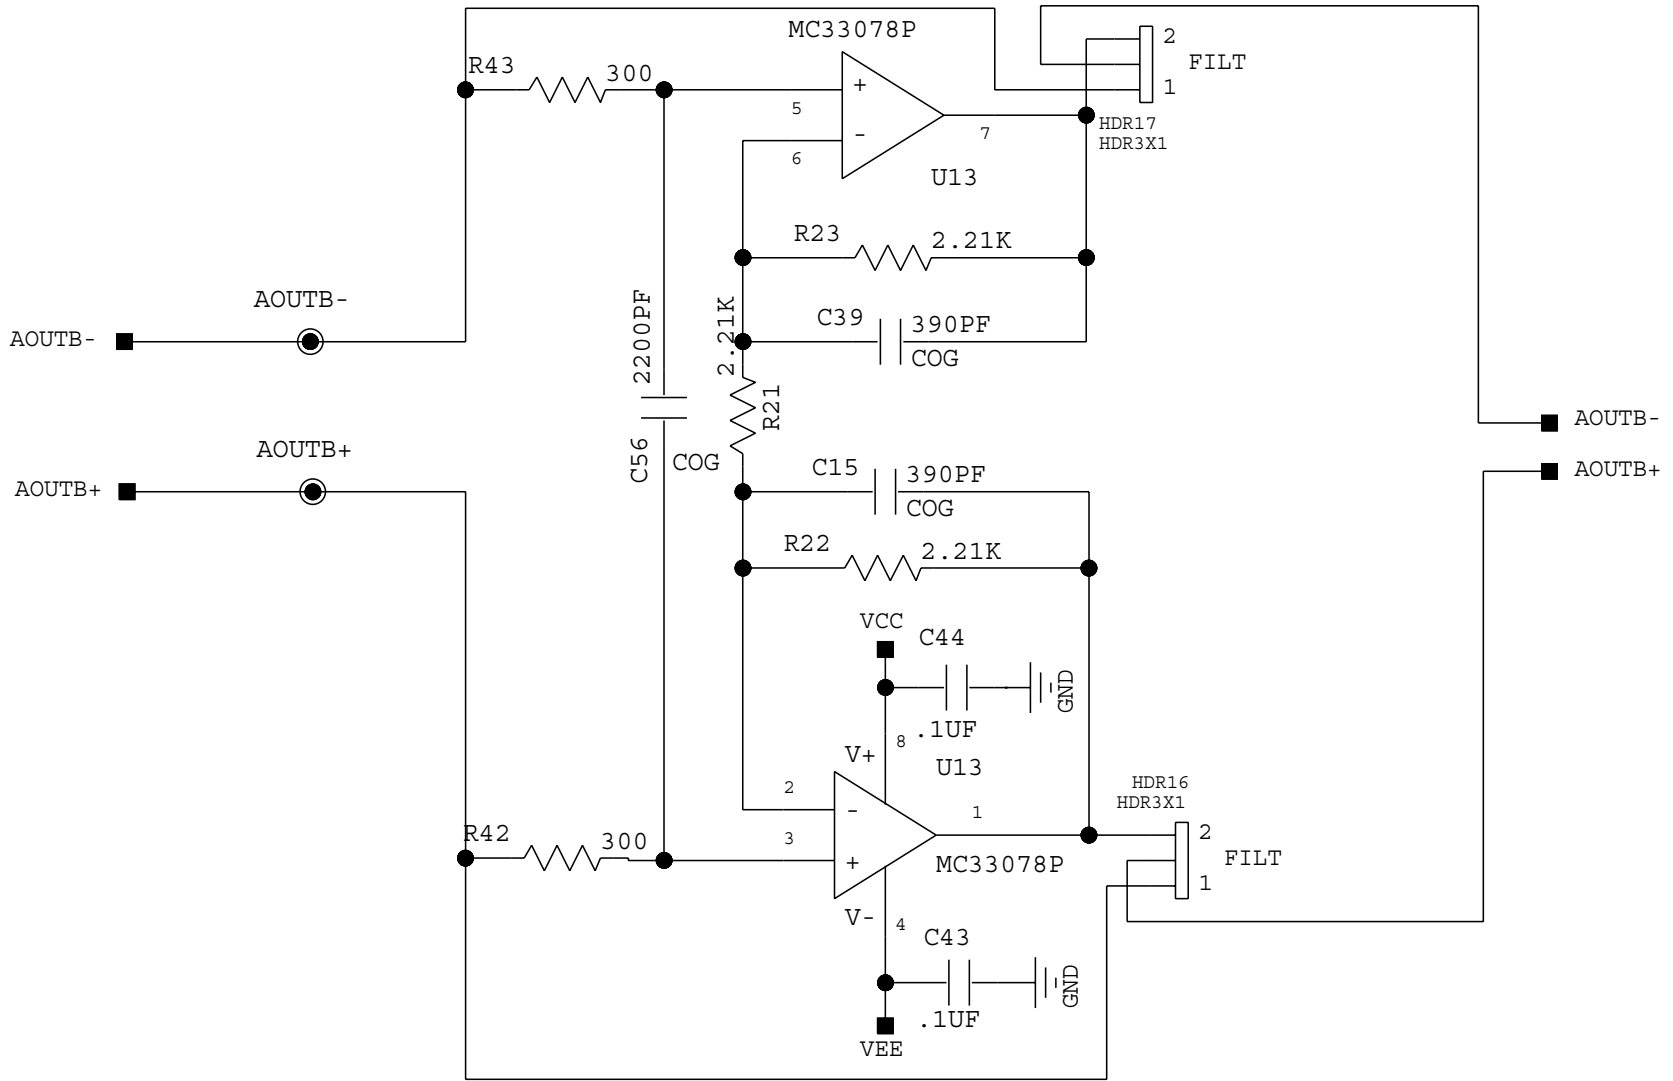 MC33078P
2
FILT
1
R43
300
+
5
-
6
7
HDR17
HDR3X1
U13
R23
2.21K
AOUTB-
AOUTB-
2200PF
2.21K
C39
390PF
COG
R21
AOUTB-
AOUTB+
AOUTB+
AOUTB+
C56
COG
C15
390PF
COG
R22
2.21K
VCC
C44
GND
.1UF
8
V+
U13
2
-
1
HDR16
HDR3X1
R42
300
3
+
MC33078P
2
FILT
1
V-
4
C43
GND
.1UF
VEE